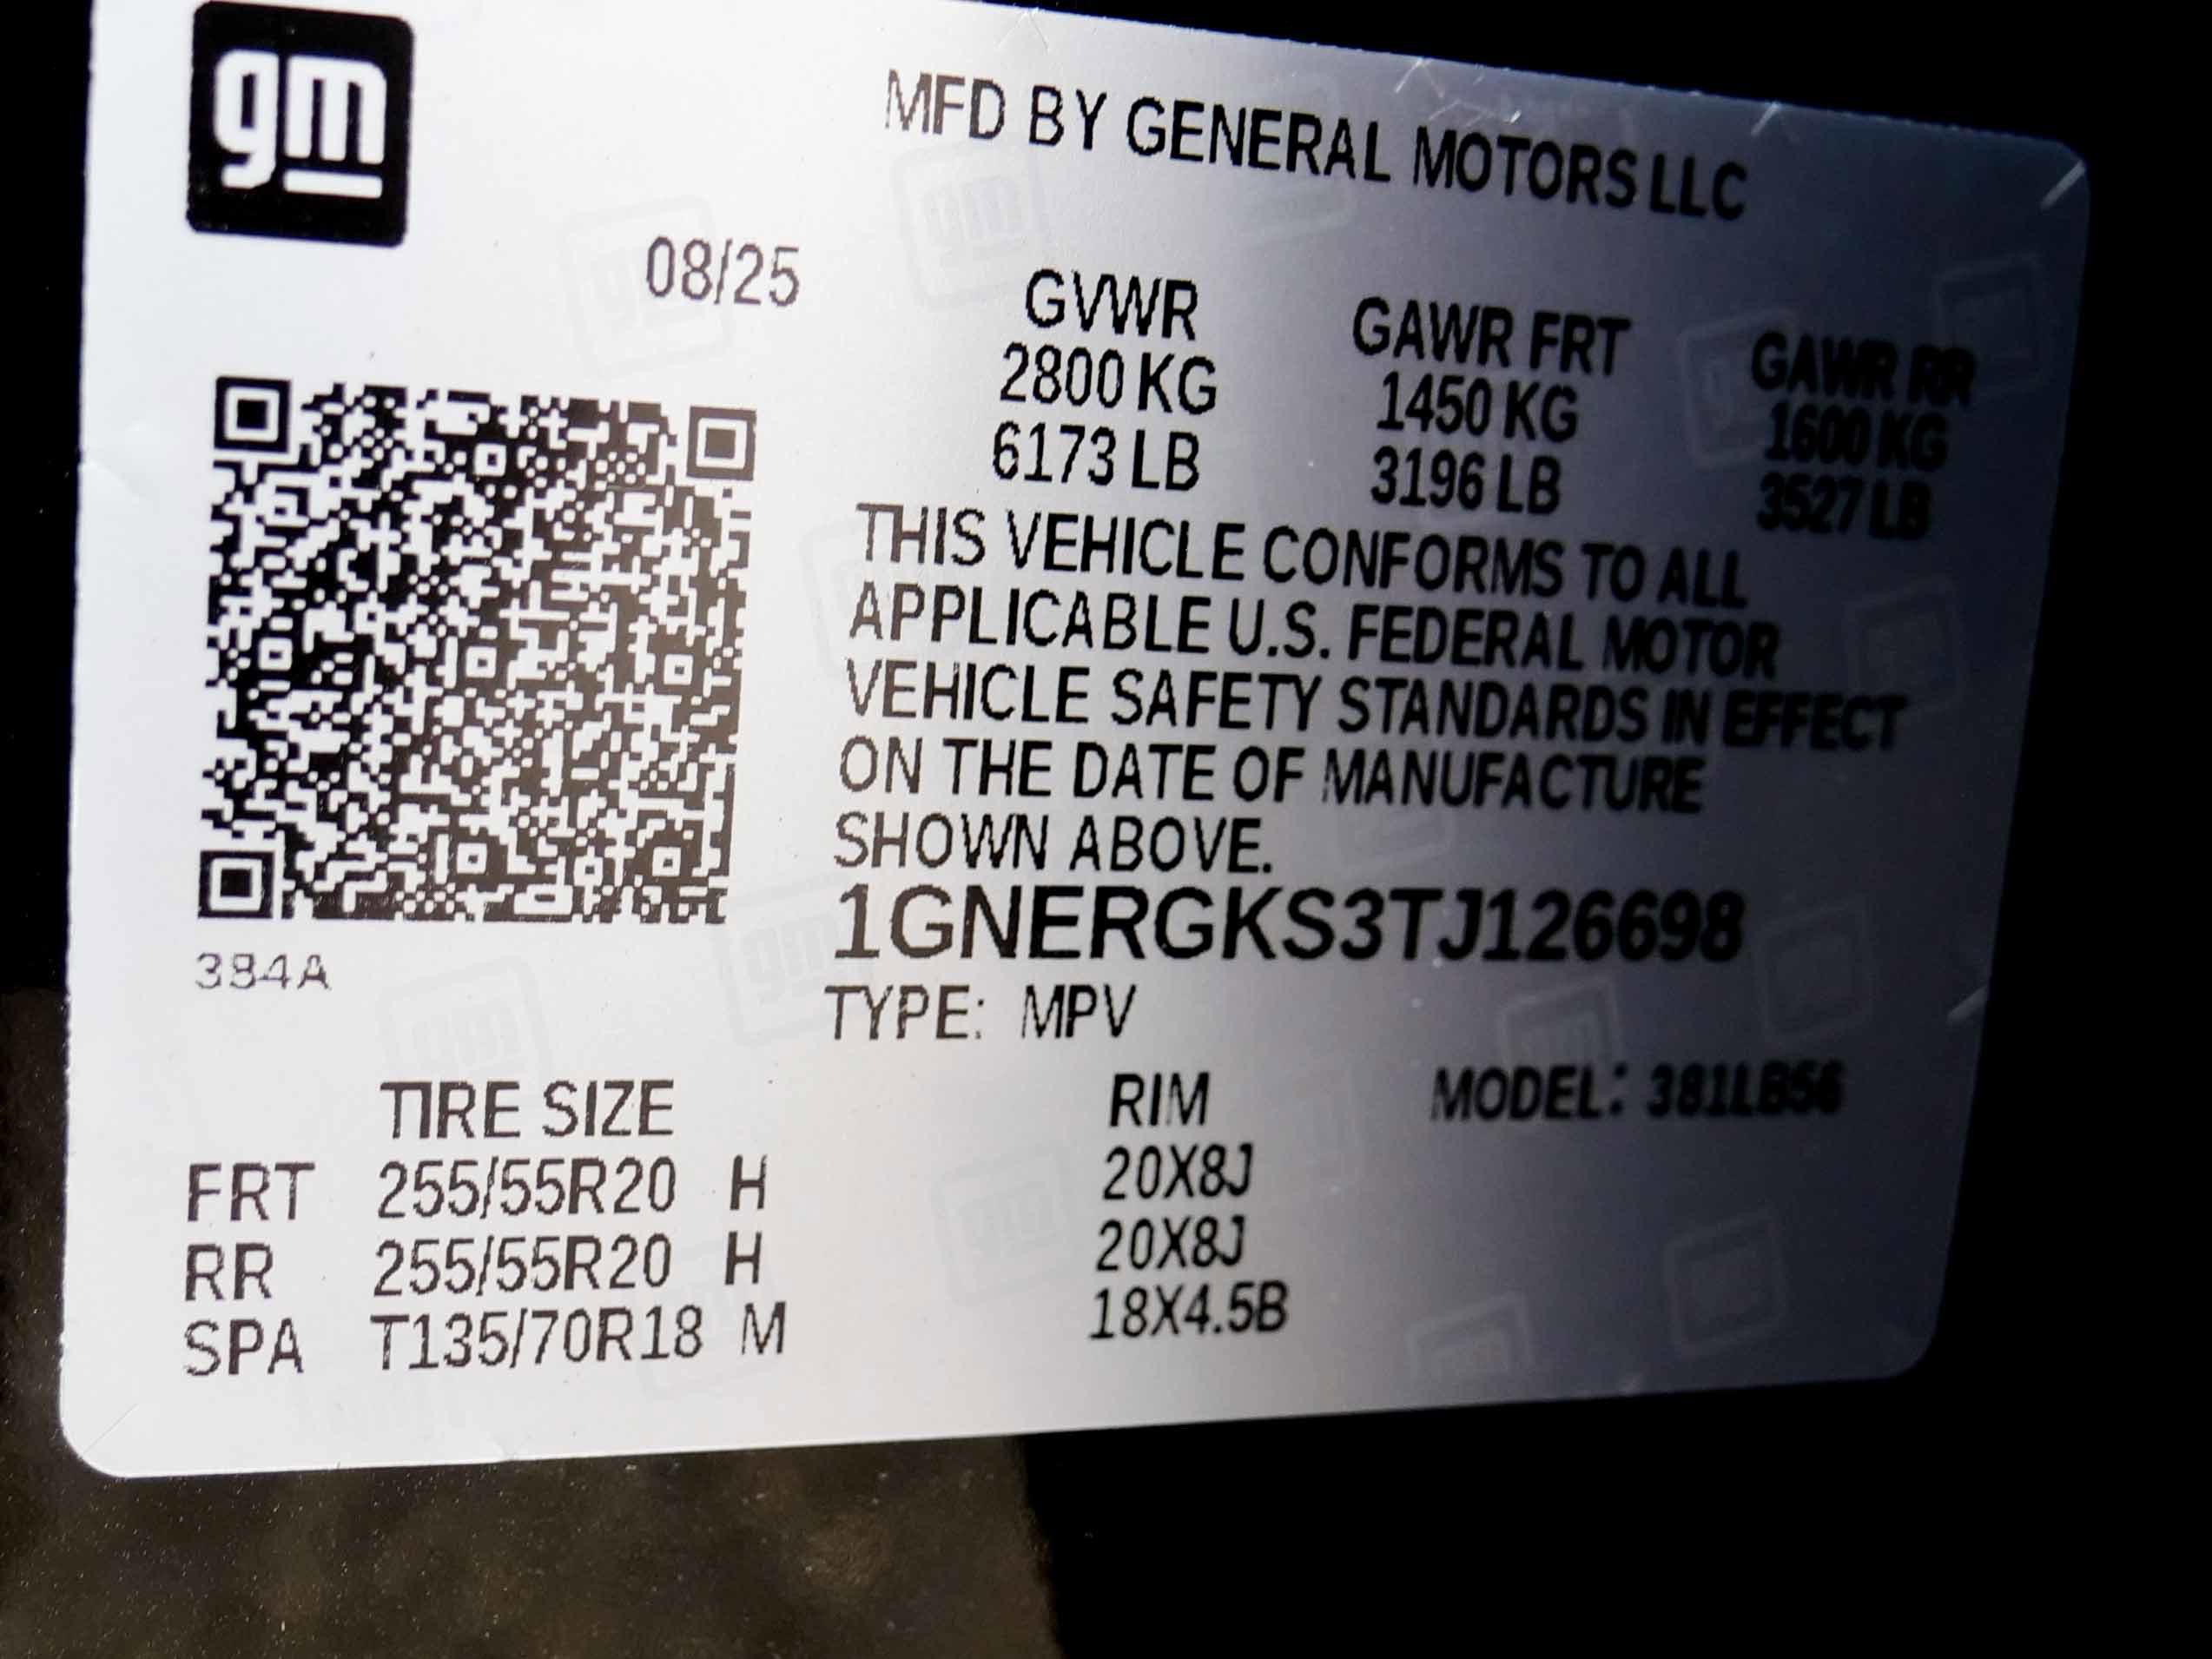 gm
MFD BY GENERAL MOTORS LLC
08/25
GVWR GAWR FRT GAWR RR
2800 KG 1450 KG 1600 KG
6173 LB 3196 LB 3527 LB
THIS VEHICLE CONFORMS TO ALL
APPLICABLE U.S. FEDERAL MOTOR
VEHICLE SAFETY STANDARDS IN EFFECT
ON THE DATE OF MANUFACTURE
SHOWN ABOVE.
1GNERGKS3TJ126698
384A
TYPE: MPV
TIRE SIZE RIM MODEL: 381LB56
FRT 255/55R20 H 20X8J
RR 255/55R20 H 20X8J
SPA T135/70R18 M 18X4.5B